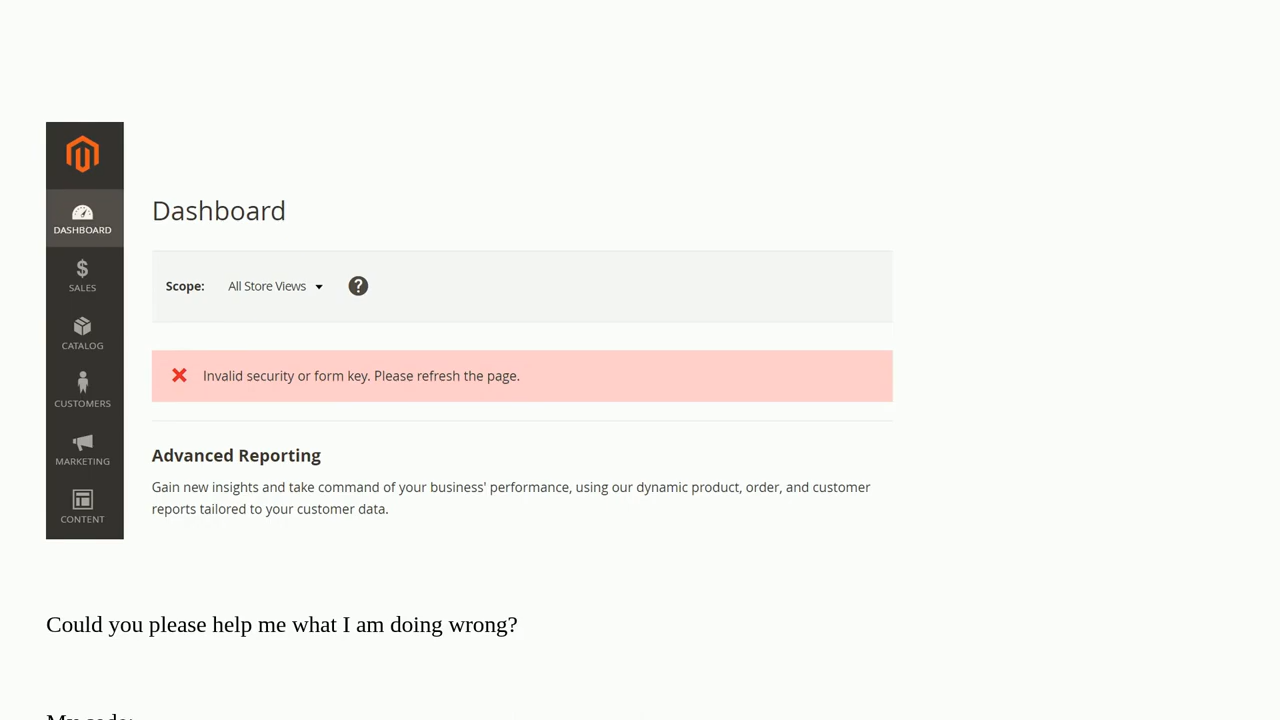 Dashboard
DASHBOARD
SALES
Scope: All Store Views
CATALOG
Invalid security or form key. Please refresh the page.
CUSTOMERS
MARKETING
Advanced Reporting
Gain new insights and take command of your business' performance, using our dynamic product, order, and customer
reports tailored to your customer data.
CONTENT
Could you please help me what I am doing wrong?
My code: